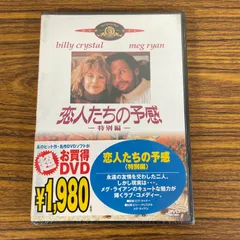 billy crystal
meg ryan
恋人たちの予感
－特別編－
超
お買得
DVD
¥1,980
恋人たちの予感
(特別編)
永遠の友情を交わした二人。
しかし現実は・・・。
メグ・ライアンのキュートな魅力が
輝くラブ・コメディー。